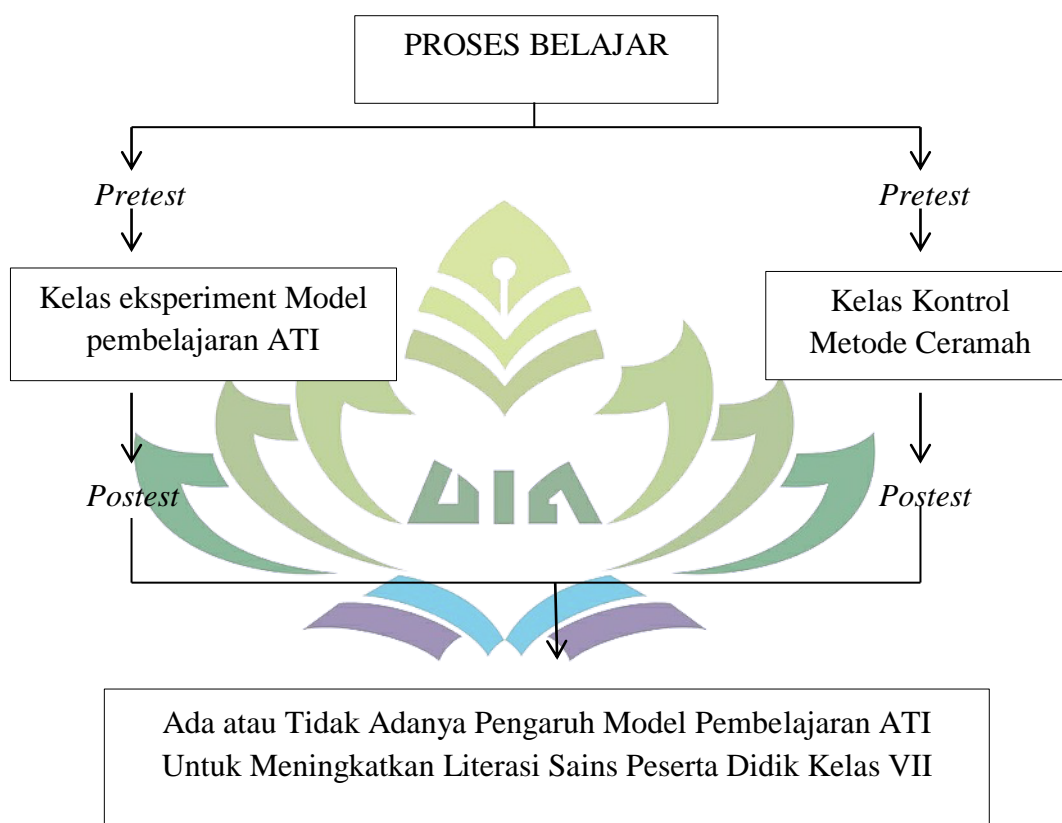 PROSES BELAJAR
Pretest
Pretest
Kelas eksperiment Model
pembelajaran ATI
Kelas Kontrol
Metode Ceramah
UIN
Postest
Postest
Ada atau Tidak Adanya Pengaruh Model Pembelajaran ATI
Untuk Meningkatkan Literasi Sains Peserta Didik Kelas VII